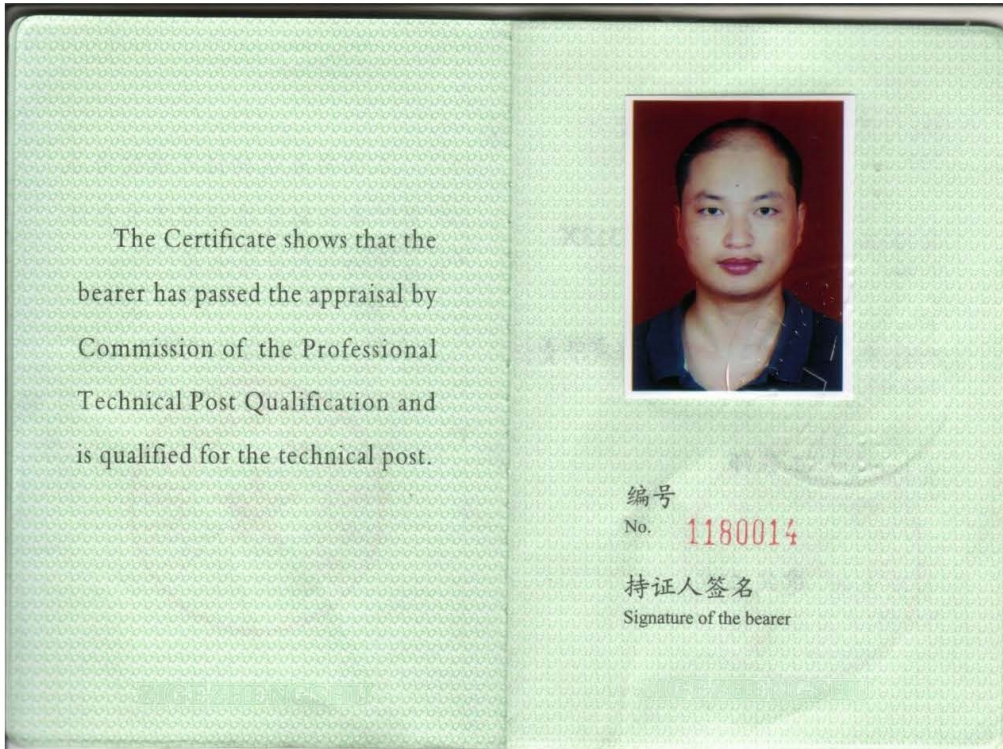 The Certificate shows that the
bearer has passed the appraisal by
Commission of the Professional
Technical Post Qualification and
is qualified for the technical post.
ZIGEZHENGSHU
编号
No. 1180014
持证人签名
Signature of the bearer
ZIGEZHENGSHU